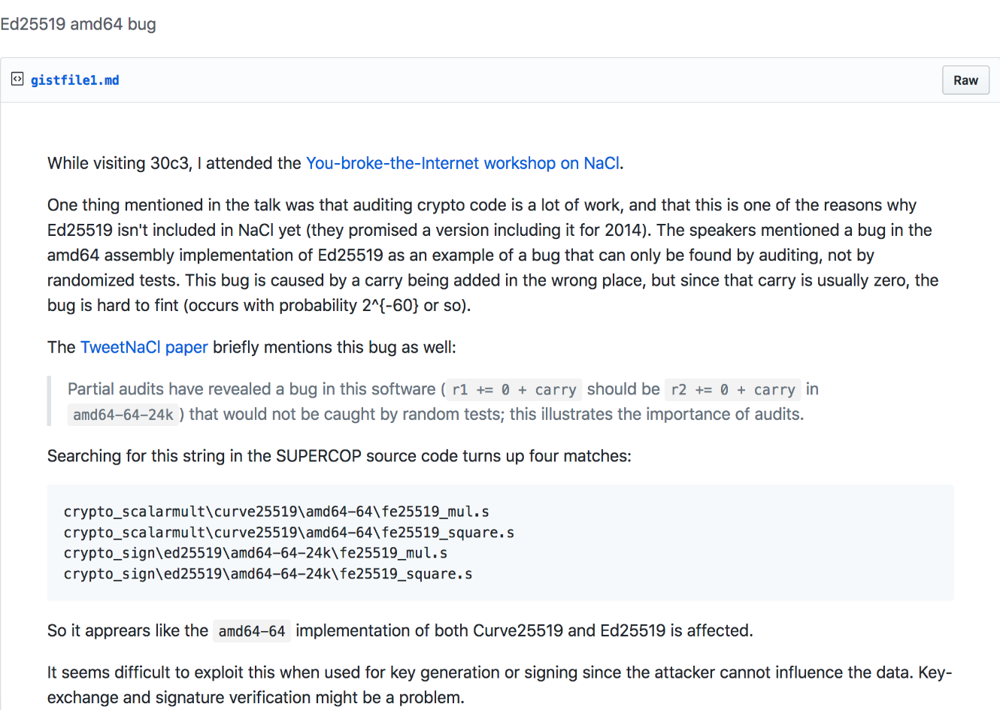 Ed25519 amd64 bug
gistfile1.md
Raw
While visiting 30c3, I attended the You-broke-the-Internet workshop on NaCl.
One thing mentioned in the talk was that auditing crypto code is a lot of work, and that this is one of the reasons why
Ed25519 isn't included in NaCl yet (they promised a version including it for 2014). The speakers mentioned a bug in the
amd64 assembly implementation of Ed25519 as an example of a bug that can only be found by auditing, not by
randomized tests. This bug is caused by a carry being added in the wrong place, but since that carry is usually zero, the
bug is hard to fint (occurs with probability 2^{-60} or so).
The TweetNaCl paper briefly mentions this bug as well:
Partial audits have revealed a bug in this software ( r1 += 0 + carry should be r2 += 0 + carry in
amd64-64-24k ) that would not be caught by random tests; this illustrates the importance of audits.
Searching for this string in the SUPERCOP source code turns up four matches:
crypto_scalarmult\curve25519\amd64-64\fe25519_mul.s
crypto_scalarmult\curve25519\amd64-64\fe25519_square.s
crypto_sign\ed25519\amd64-64-24k\fe25519_mul.s
crypto_sign\ed25519\amd64-64-24k\fe25519_square.s
So it apprears like the amd64-64 implementation of both Curve25519 and Ed25519 is affected.
It seems difficult to exploit this when used for key generation or signing since the attacker cannot influence the data. Key-
exchange and signature verification might be a problem.